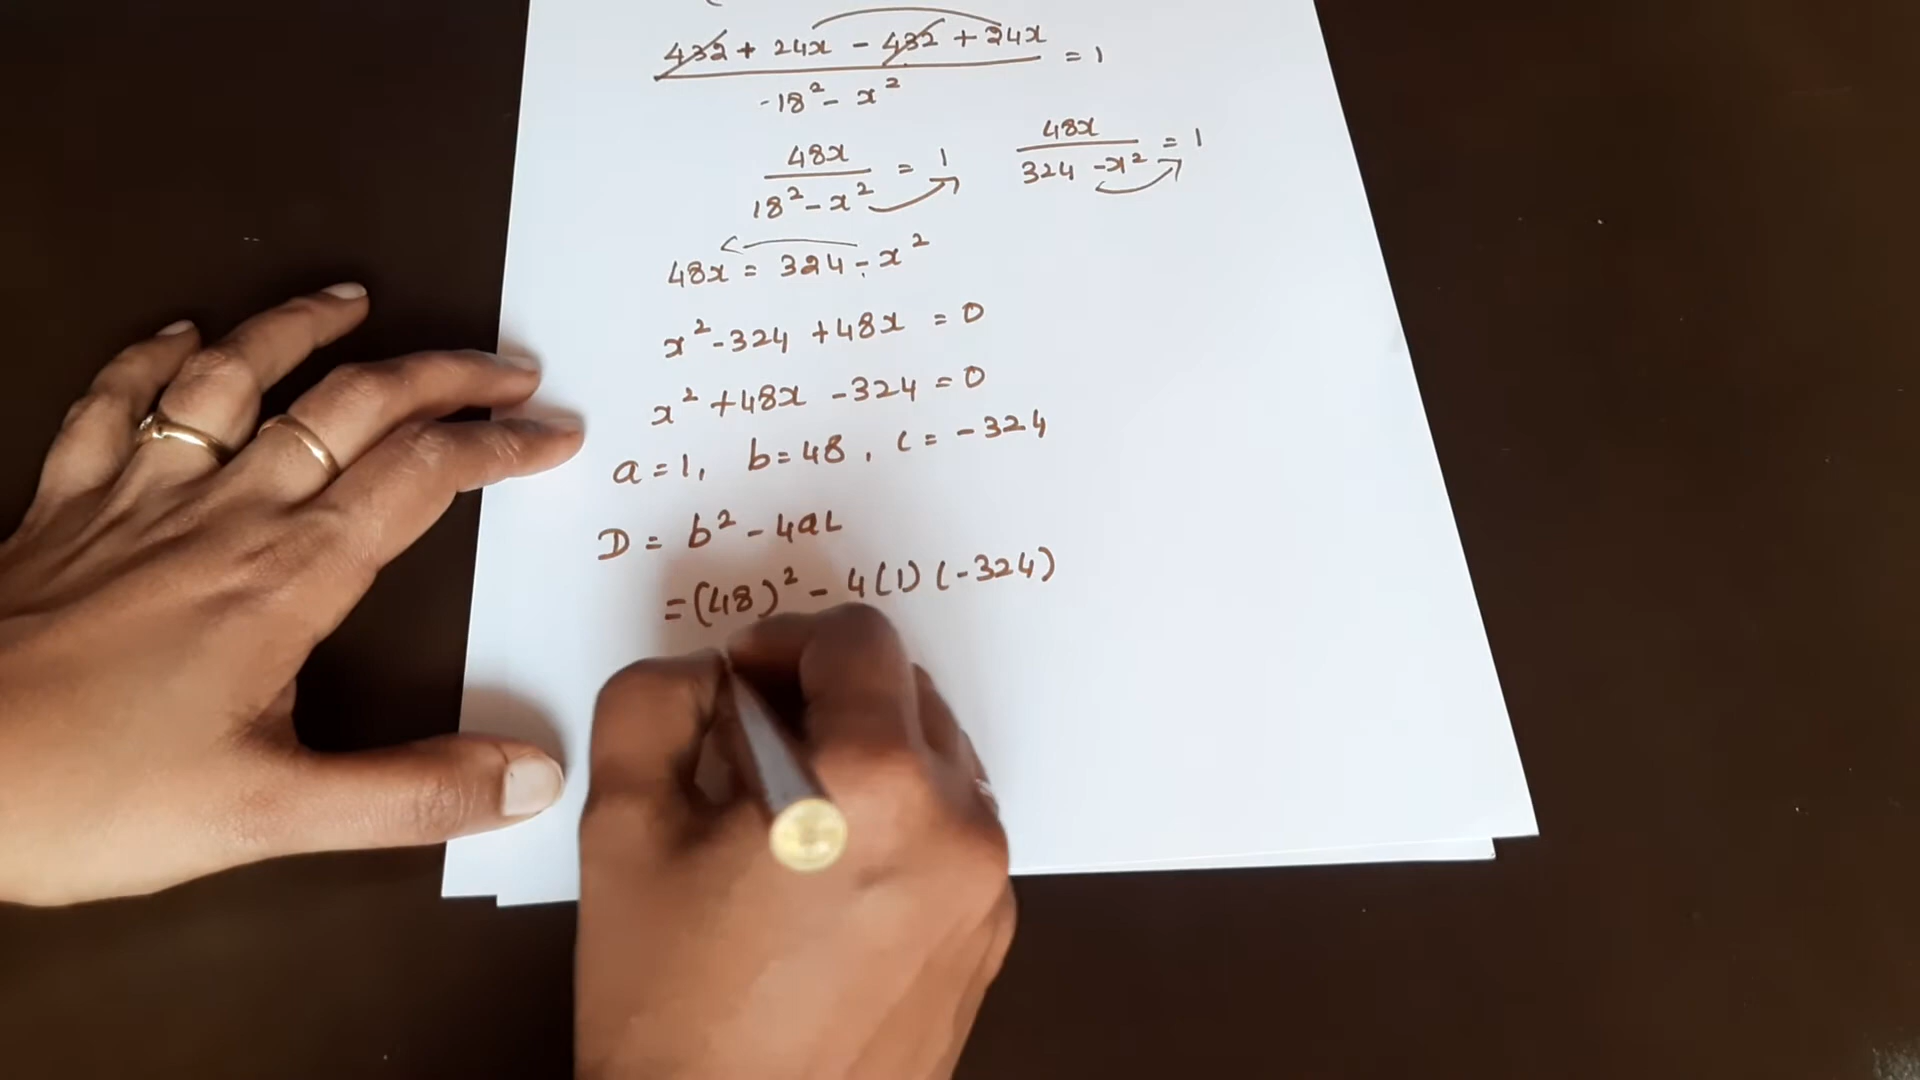 432 + 24x - 432 + 24x = 1
-18² - x²
48x = 1
18² - x²
48x = 1
324 - x²
48x = 324 - x²
x² - 324 + 48x = 0
x² + 48x - 324 = 0
a = 1, b = 48, c = -324
D = b² - 4ac
= (48)² - 4(1)(-324)